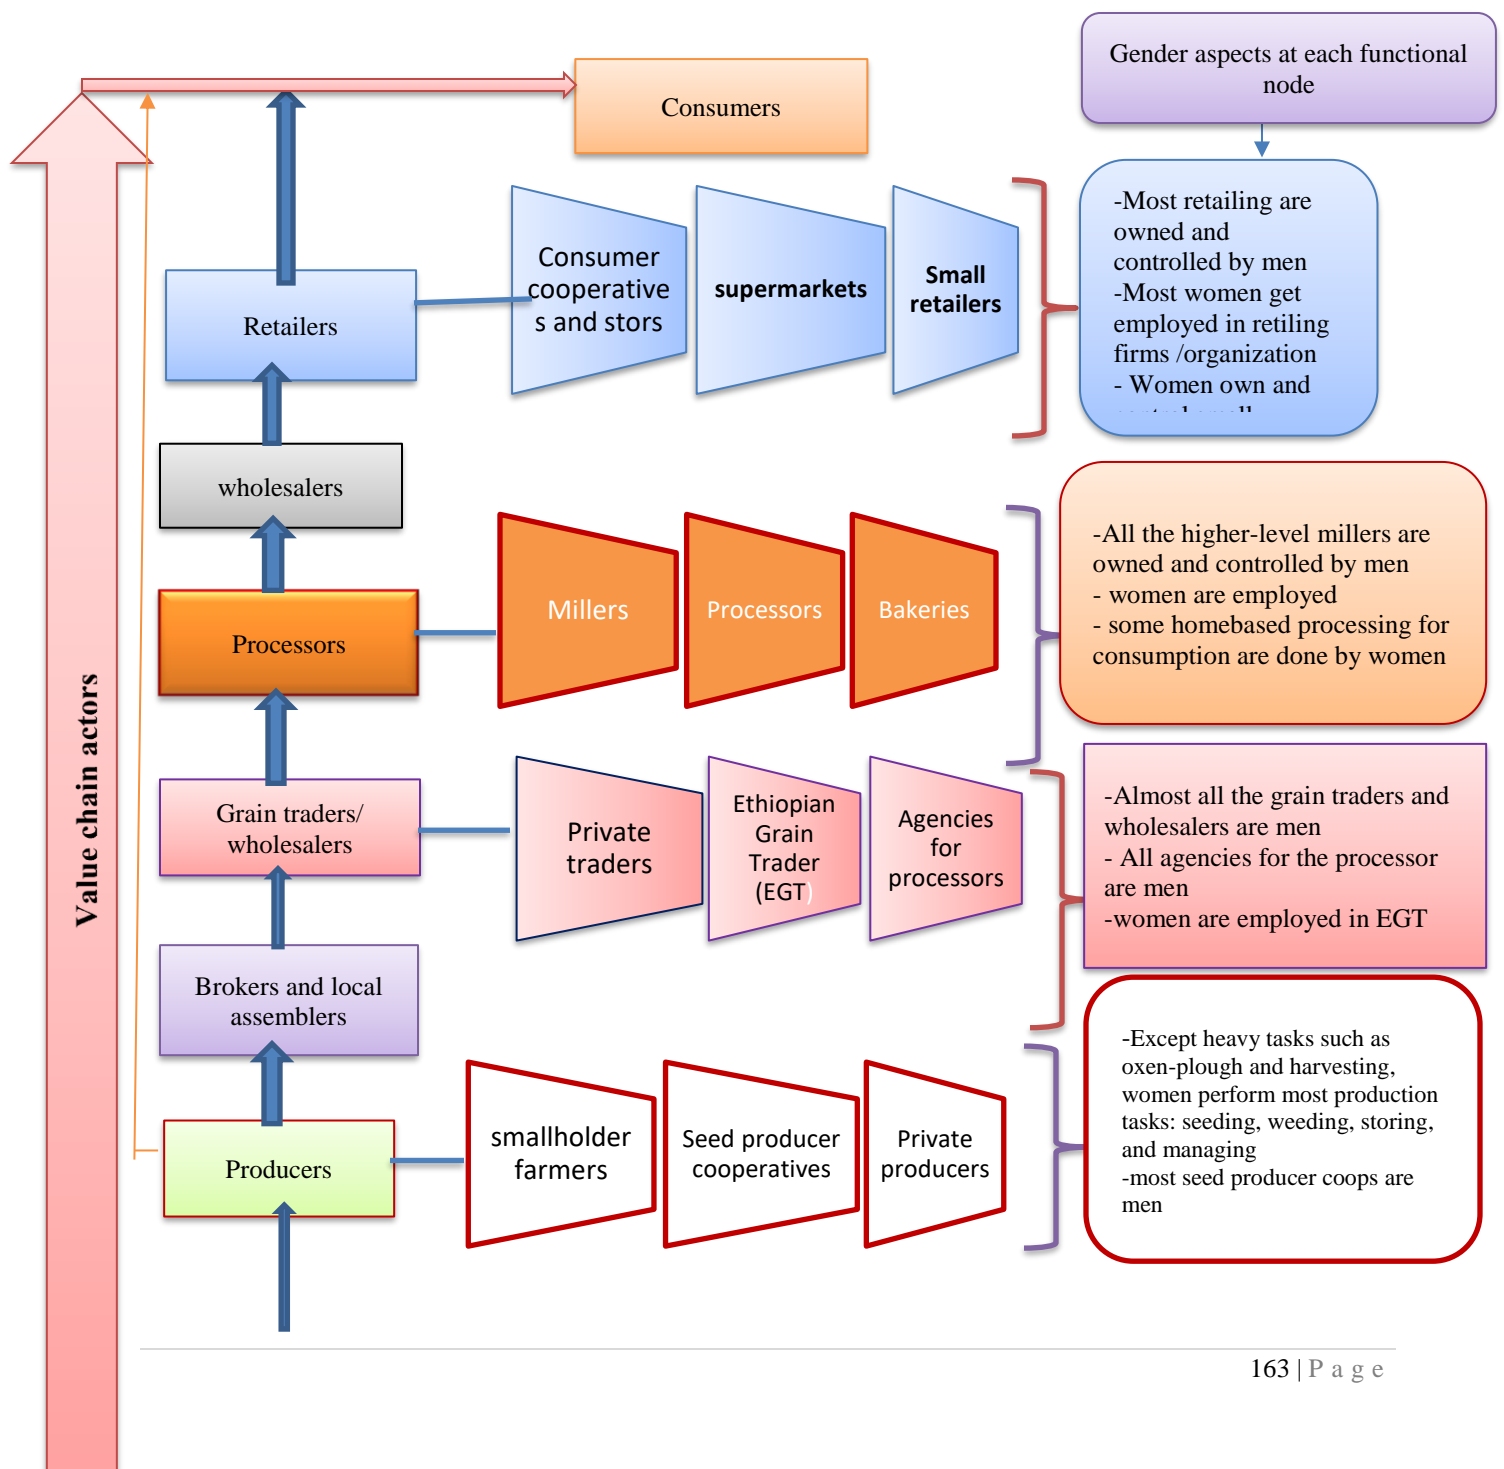 Gender aspects at each functional
node
Consumers
-Most retailing are
owned and
controlled by men
-Most women get
employed in retiling
firms /organization
- Women own and
Retailers
Consumer
cooperative
s and stors
supermarkets
Small
retailers
wholesalers
Processors
Millers
Processors
Bakeries
-All the higher-level millers are
owned and controlled by men
- women are employed
- some homebased processing for
consumption are done by women
Value chain actors
Grain traders/
wholesalers
Private
traders
Ethiopian
Grain
Trader
(EGT)
Agencies
for
processors
-Almost all the grain traders and
wholesalers are men
- All agencies for the processor
are men
-women are employed in EGT
Brokers and local
assemblers
Producers
smallholder
farmers
Seed producer
cooperatives
Private
producers
-Except heavy tasks such as
oxen-plough and harvesting,
women perform most production
tasks: seeding, weeding, storing,
and managing
-most seed producer coops are
men
163 | P a g e